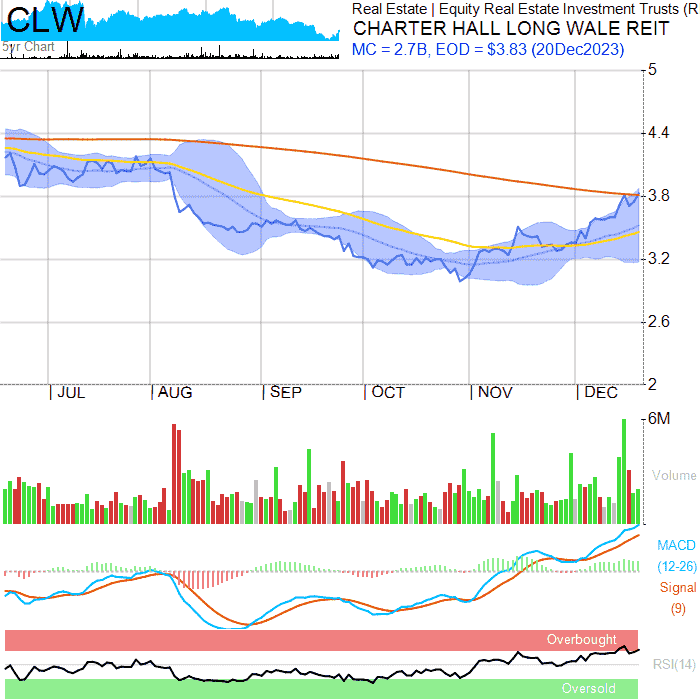 CLW
5yr Chart
Real Estate | Equity Real Estate Investment Trusts (R
CHARTER HALL LONG WALE REIT
MC = 2.7B, EOD = $3.83 (20Dec2023)
5
4.4
3.8
3.2
2.6
2
JUL AUG SEP OCT NOV DEC
6M
Volume
MACD
(12-26)
Signal
(9)
Overbought
RSI(14)
Oversold